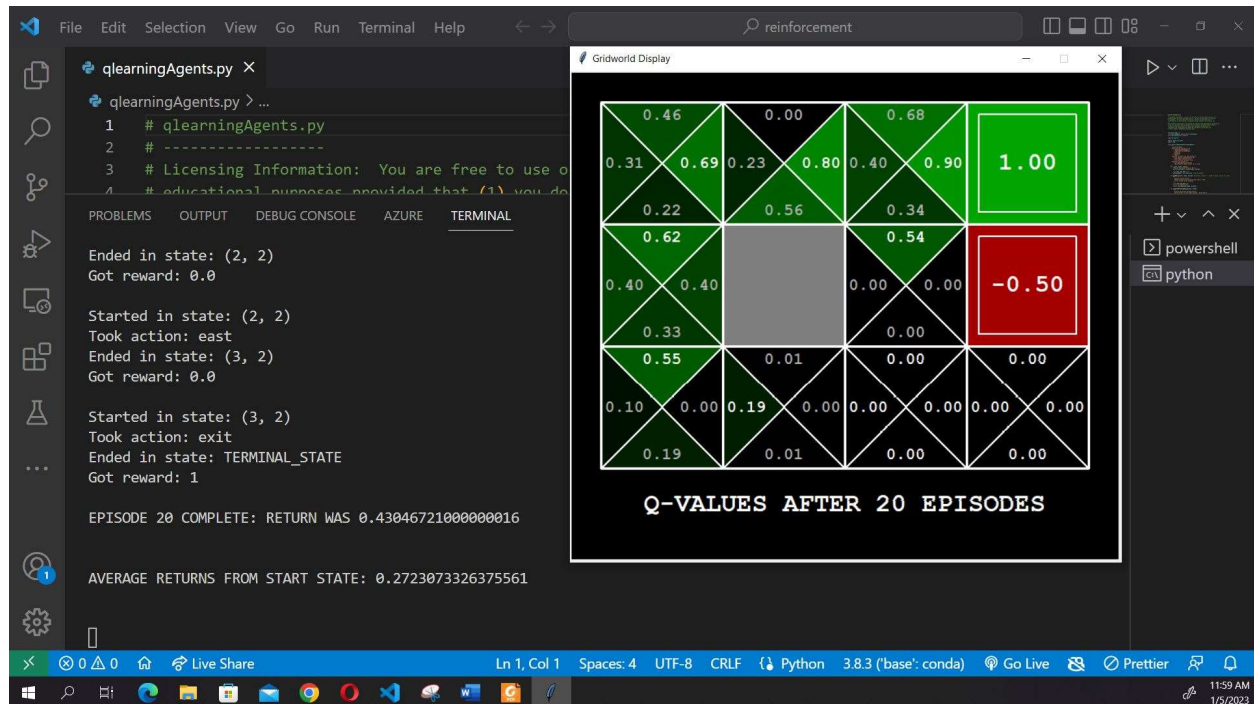 File Edit Selection View Go Run Terminal Help reinforcement
qlearningAgents.py
qlearningAgents.py > ...
1 # qlearningAgents.py
2 # ------------------
3 # Licensing Information: You are free to use o
4 # educational purposes provided that (1) you do
PROBLEMS OUTPUT DEBUG CONSOLE AZURE TERMINAL
powershell
python
Ended in state: (2, 2)
Got reward: 0.0
Started in state: (2, 2)
Took action: east
Ended in state: (3, 2)
Got reward: 0.0
Started in state: (3, 2)
Took action: exit
Ended in state: TERMINAL_STATE
Got reward: 1
EPISODE 20 COMPLETE: RETURN WAS 0.43046721000000016
AVERAGE RETURNS FROM START STATE: 0.2723073326375561
Gridworld Display
0.46 0.00 0.68
0.31 0.69 0.23 0.80 0.40 0.90 1.00
0.22 0.56 0.34
0.62 0.54
0.40 0.40 0.00 0.00 -0.50
0.33 0.00
0.55 0.01 0.00 0.00
0.10 0.00 0.19 0.00 0.00 0.00 0.00 0.00
0.19 0.01 0.00 0.00
Q-VALUES AFTER 20 EPISODES
1
0 0 Live Share Ln 1, Col 1 Spaces: 4 UTF-8 CRLF Python 3.8.3 ('base': conda) Go Live Prettier
11:59 AM
1/5/2023